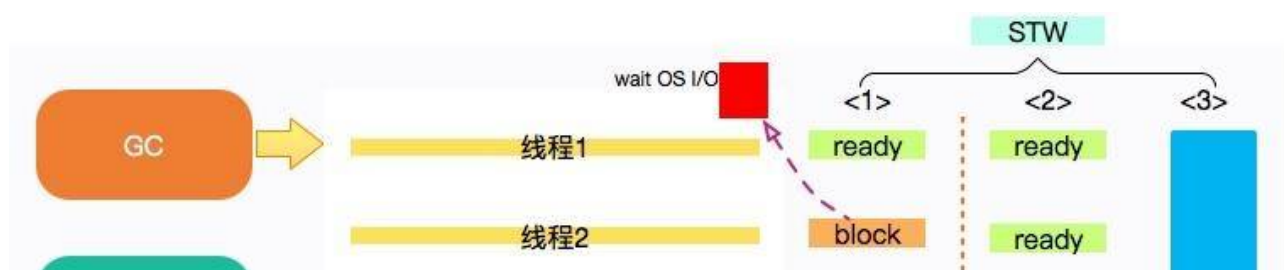 STW
wait OS I/O
<1> <2> <3>
GC 线程1 ready ready
线程2 block ready